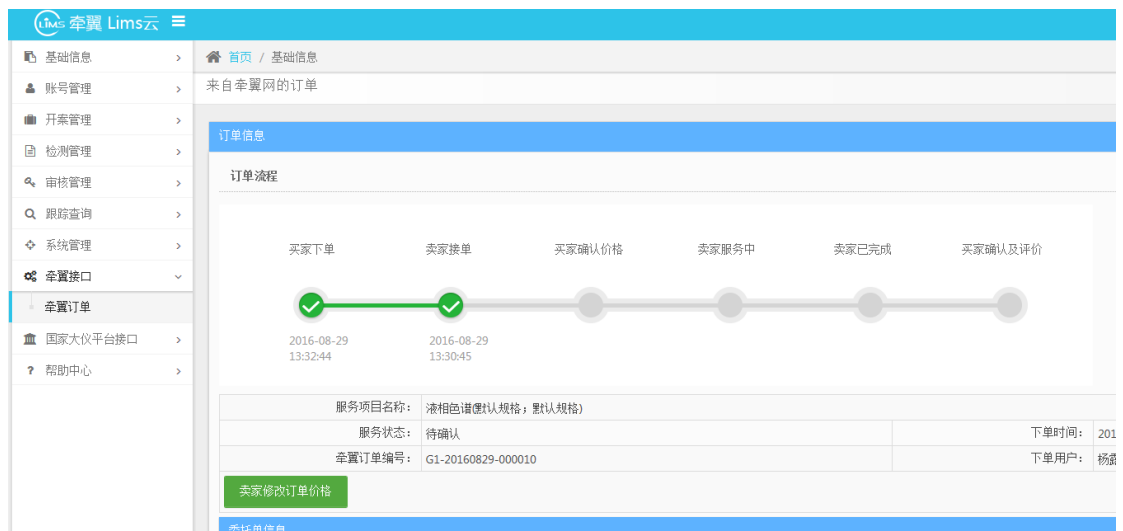 LIMS 牵翼 Lims云
基础信息
账号管理
开案管理
检测管理
审核管理
跟踪查询
系统管理
牵翼接口
牵翼订单
国家大仪平台接口
帮助中心
首页 / 基础信息
来自牵翼网的订单
订单信息
订单流程
买家下单 卖家接单 买家确认价格 卖家服务中 卖家已完成 买家确认及评价
2016-08-29 2016-08-29
13:32:44 13:30:45
服务项目名称： 液相色谱(默认规格；默认规格)
服务状态： 待确认 下单时间： 201
牵翼订单编号： G1-20160829-000010 下单用户： 杨
卖家修改订单价格
委托单信息